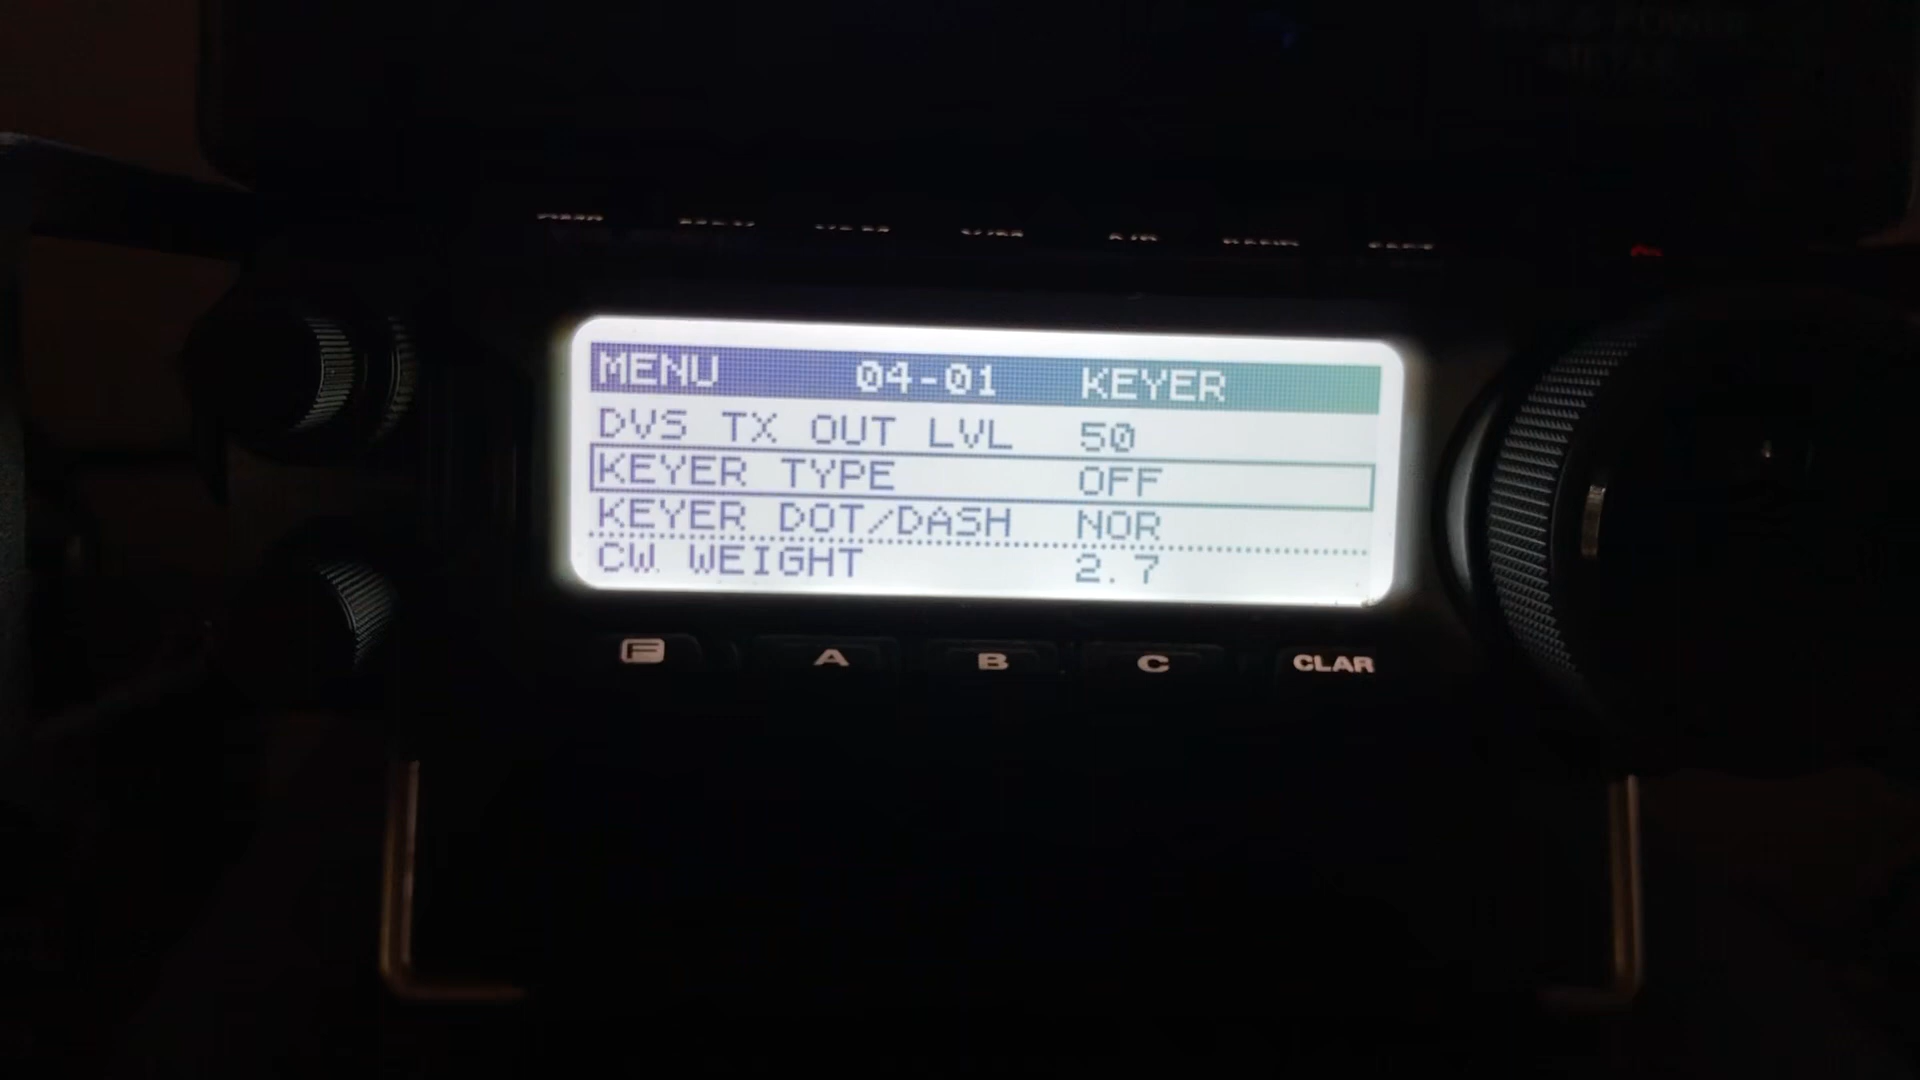 MENU 04-01 KEYER
DVS TX OUT LVL 50
KEYER TYPE OFF
KEYER DOT/DASH NOR
CW WEIGHT 2.7
F A B C CLAR